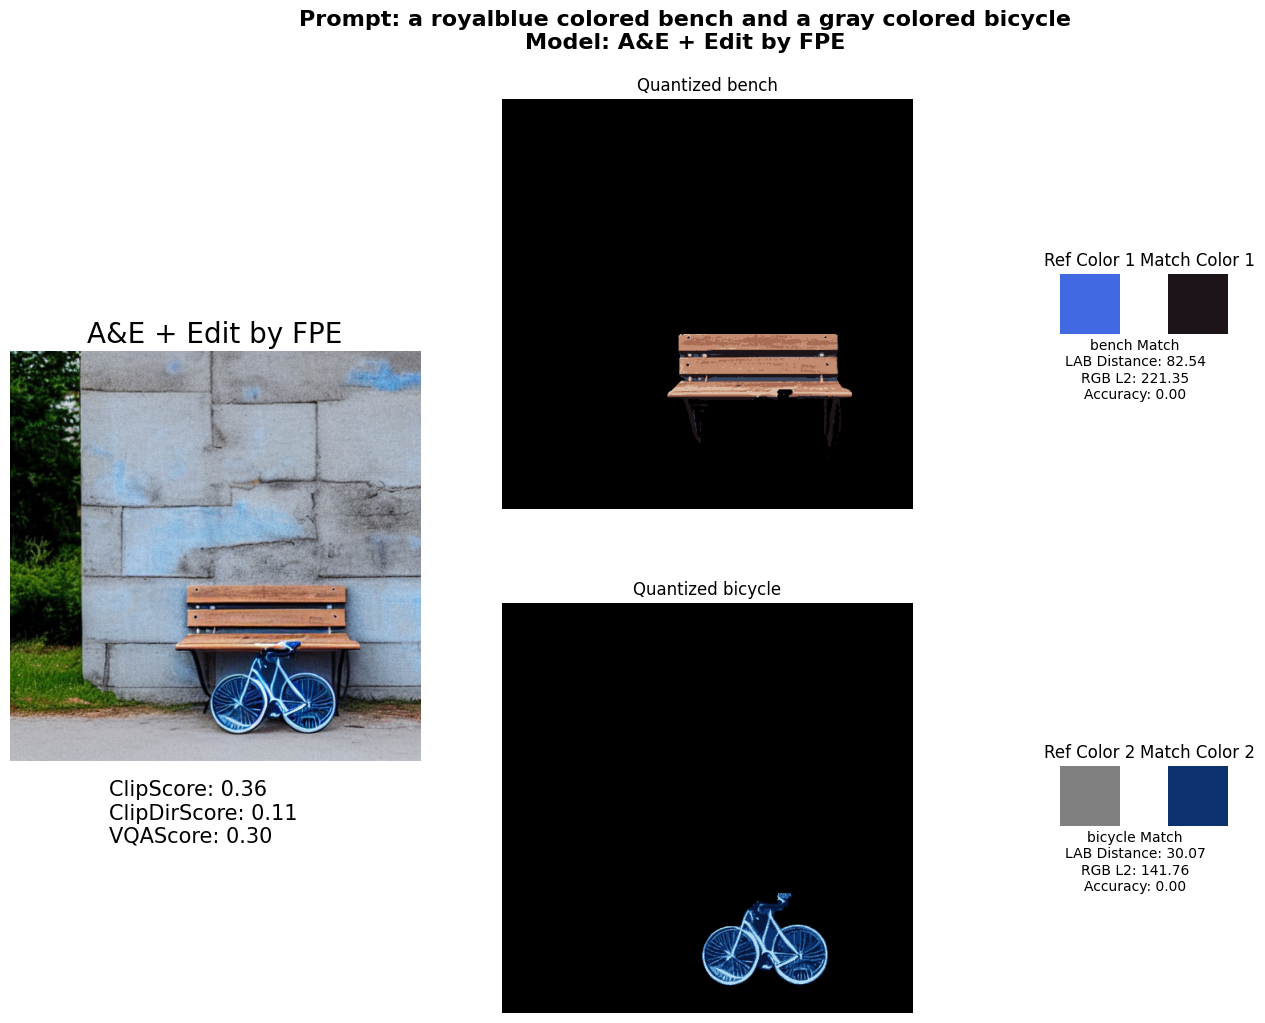 Prompt: a royalblue colored bench and a gray colored bicycle
Model: A&E + Edit by FPE
Quantized bench
Ref Color 1 Match Color 1
bench Match
LAB Distance: 82.54
RGB L2: 221.35
Accuracy: 0.00
A&E + Edit by FPE
ClipScore: 0.36
ClipDirScore: 0.11
VQAScore: 0.30
Quantized bicycle
Ref Color 2 Match Color 2
bicycle Match
LAB Distance: 30.07
RGB L2: 141.76
Accuracy: 0.00